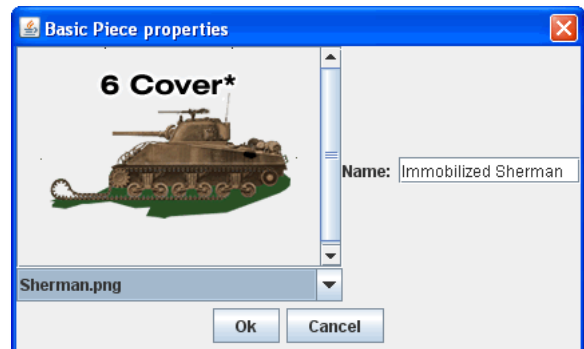 Basic Piece properties
6 Cover*
Name: Immobilized Sherman
Sherman.png
Ok Cancel